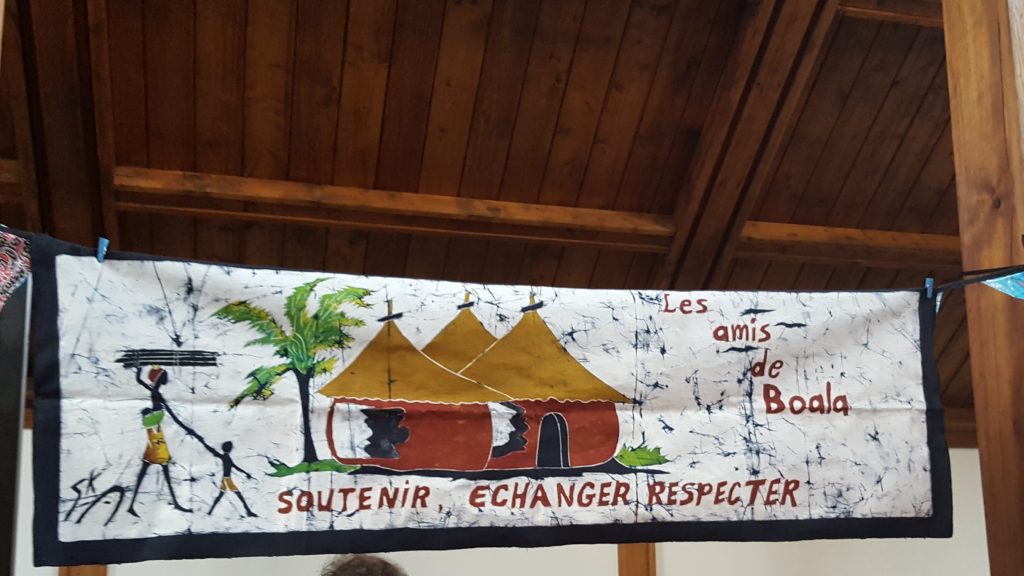 Les
amis
de
Boala
SOUTENIR, ECHANGER RESPECTER